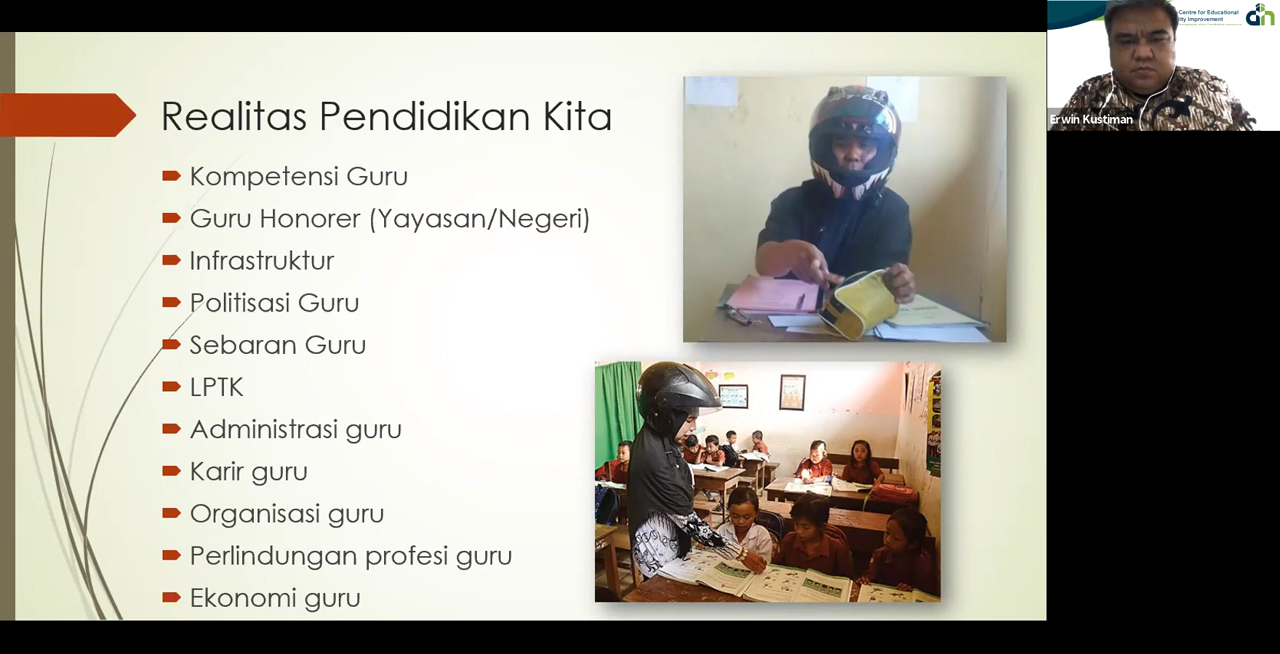 Realitas Pendidikan Kita
Kompetensi Guru
Guru Honorer (Yayasan/Negeri)
Infrastruktur
Politisasi Guru
Sebaran Guru
LPTK
Administrasi guru
Karir guru
Organisasi guru
Perlindungan profesi guru
Ekonomi guru
Centre for Educational
lity Improvement
Erwin Kustiman